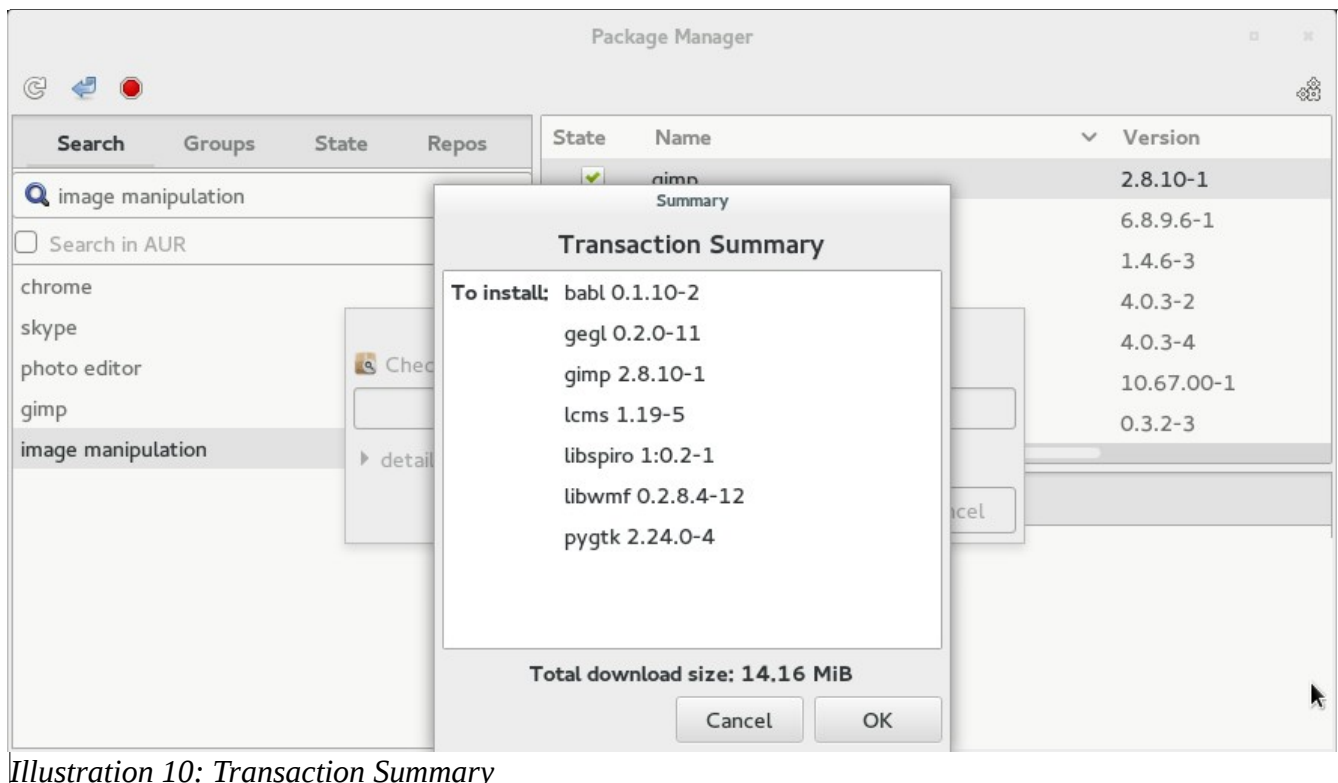 Package Manager
Search Groups State Repos
State Name Version
image manipulation
Search in AUR
chrome
skype
photo editor
gimp
image manipulation
gimp 2.8.10-1
6.8.9.6-1
1.4.6-3
4.0.3-2
4.0.3-4
10.67.00-1
0.3.2-3
Summary
Transaction Summary
To install: babl 0.1.10-2
gegl 0.2.0-11
gimp 2.8.10-1
lcms 1.19-5
libspiro 1:0.2-1
libwmf 0.2.8.4-12
pygtk 2.24.0-4
Total download size: 14.16 MiB
Cancel OK
Illustration 10: Transaction Summary